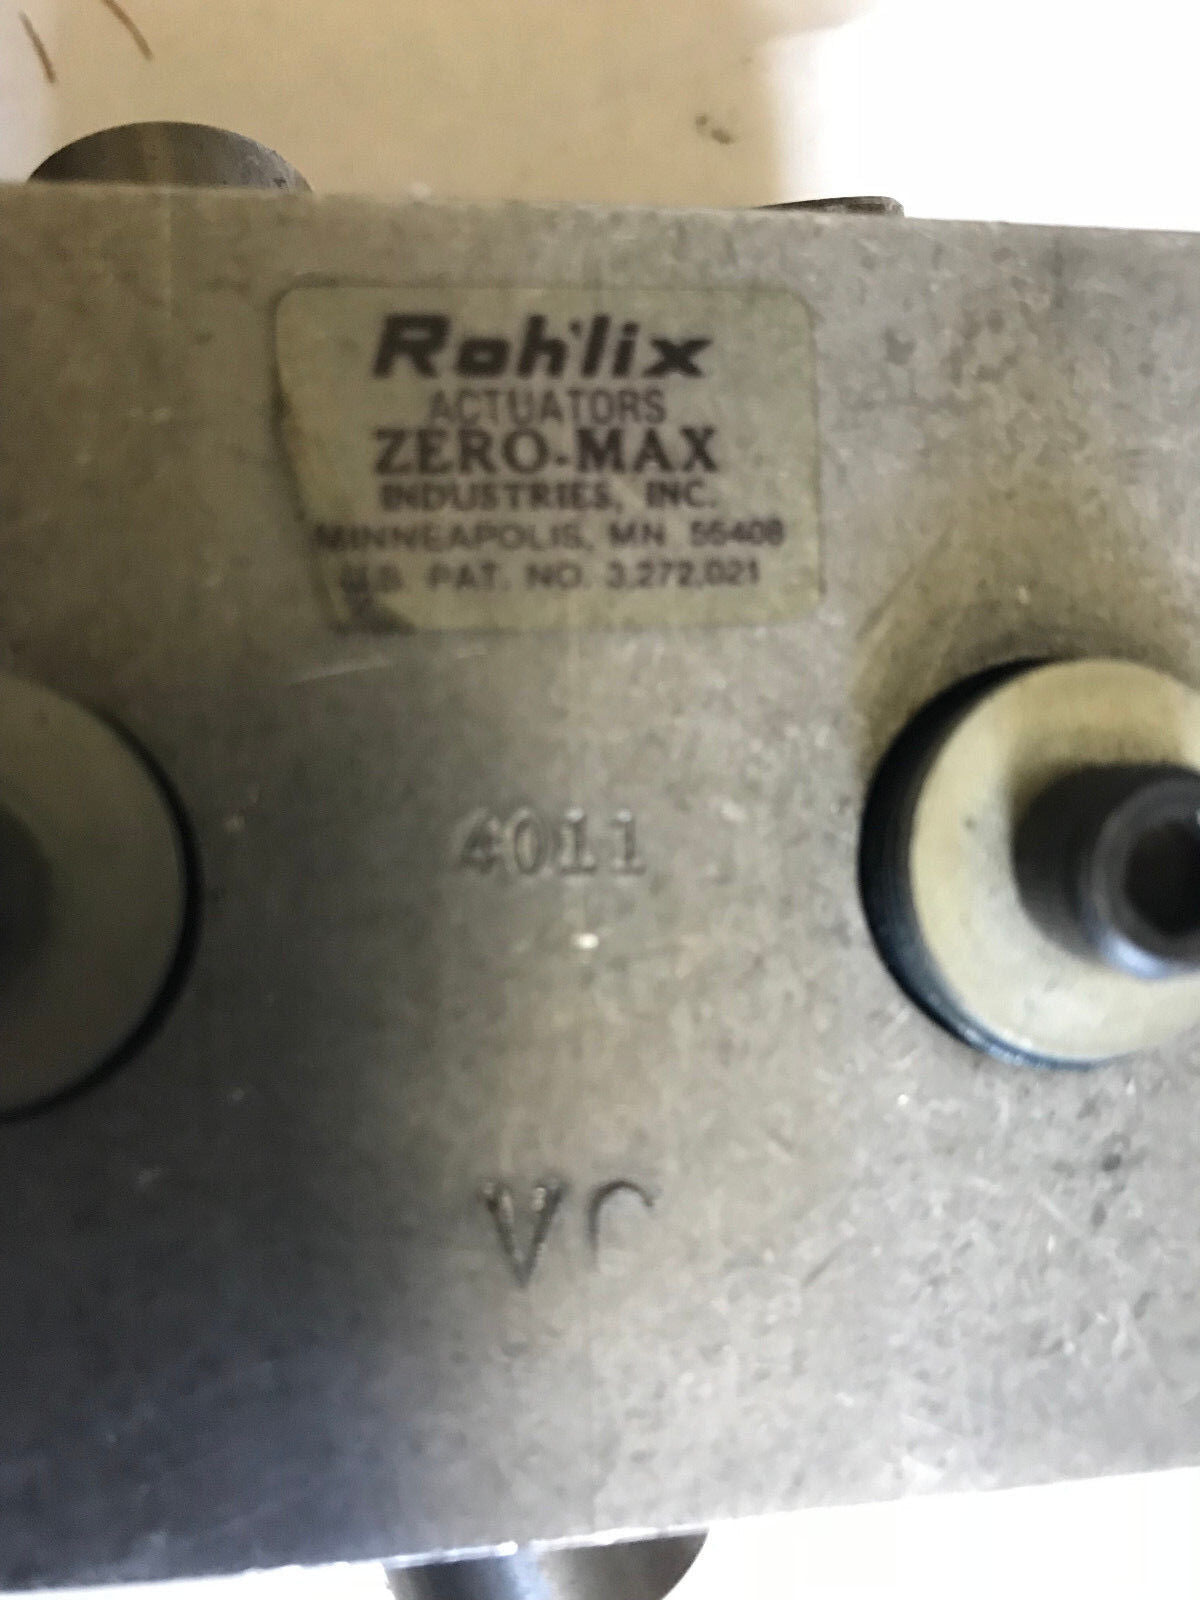 Roh'lix
ACTUATORS
ZERO-MAX
INDUSTRIES, INC.
MINNEAPOLIS, MN 55408
U.S. PAT. NO. 3,272,021
4011
VC